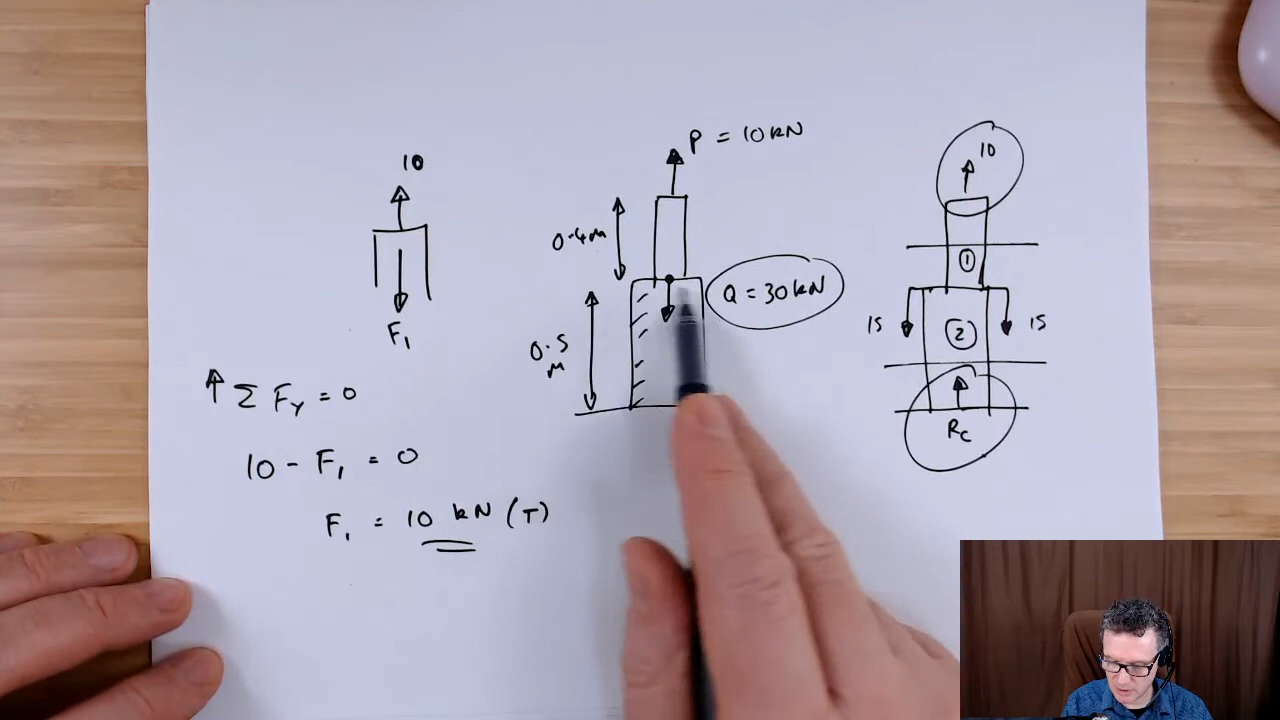 10
F₁
↑ Σ Fy = 0
10 - F₁ = 0
F₁ = 10 kN (T)
P = 10kN
0.4m
Q = 30kN
0.5
m
10
①
15
②
15
Rc